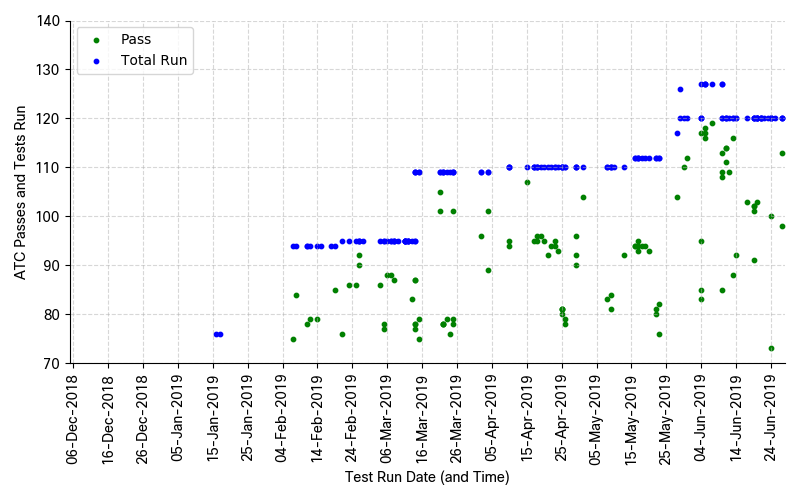 Pass
Total Run
ATC Passes and Tests Run
140
130
120
110
100
90
80
70
06-Dec-2018
16-Dec-2018
26-Dec-2018
05-Jan-2019
15-Jan-2019
25-Jan-2019
04-Feb-2019
14-Feb-2019
24-Feb-2019
06-Mar-2019
16-Mar-2019
26-Mar-2019
05-Apr-2019
15-Apr-2019
25-Apr-2019
05-May-2019
15-May-2019
25-May-2019
04-Jun-2019
14-Jun-2019
24-Jun-2019
Test Run Date (and Time)